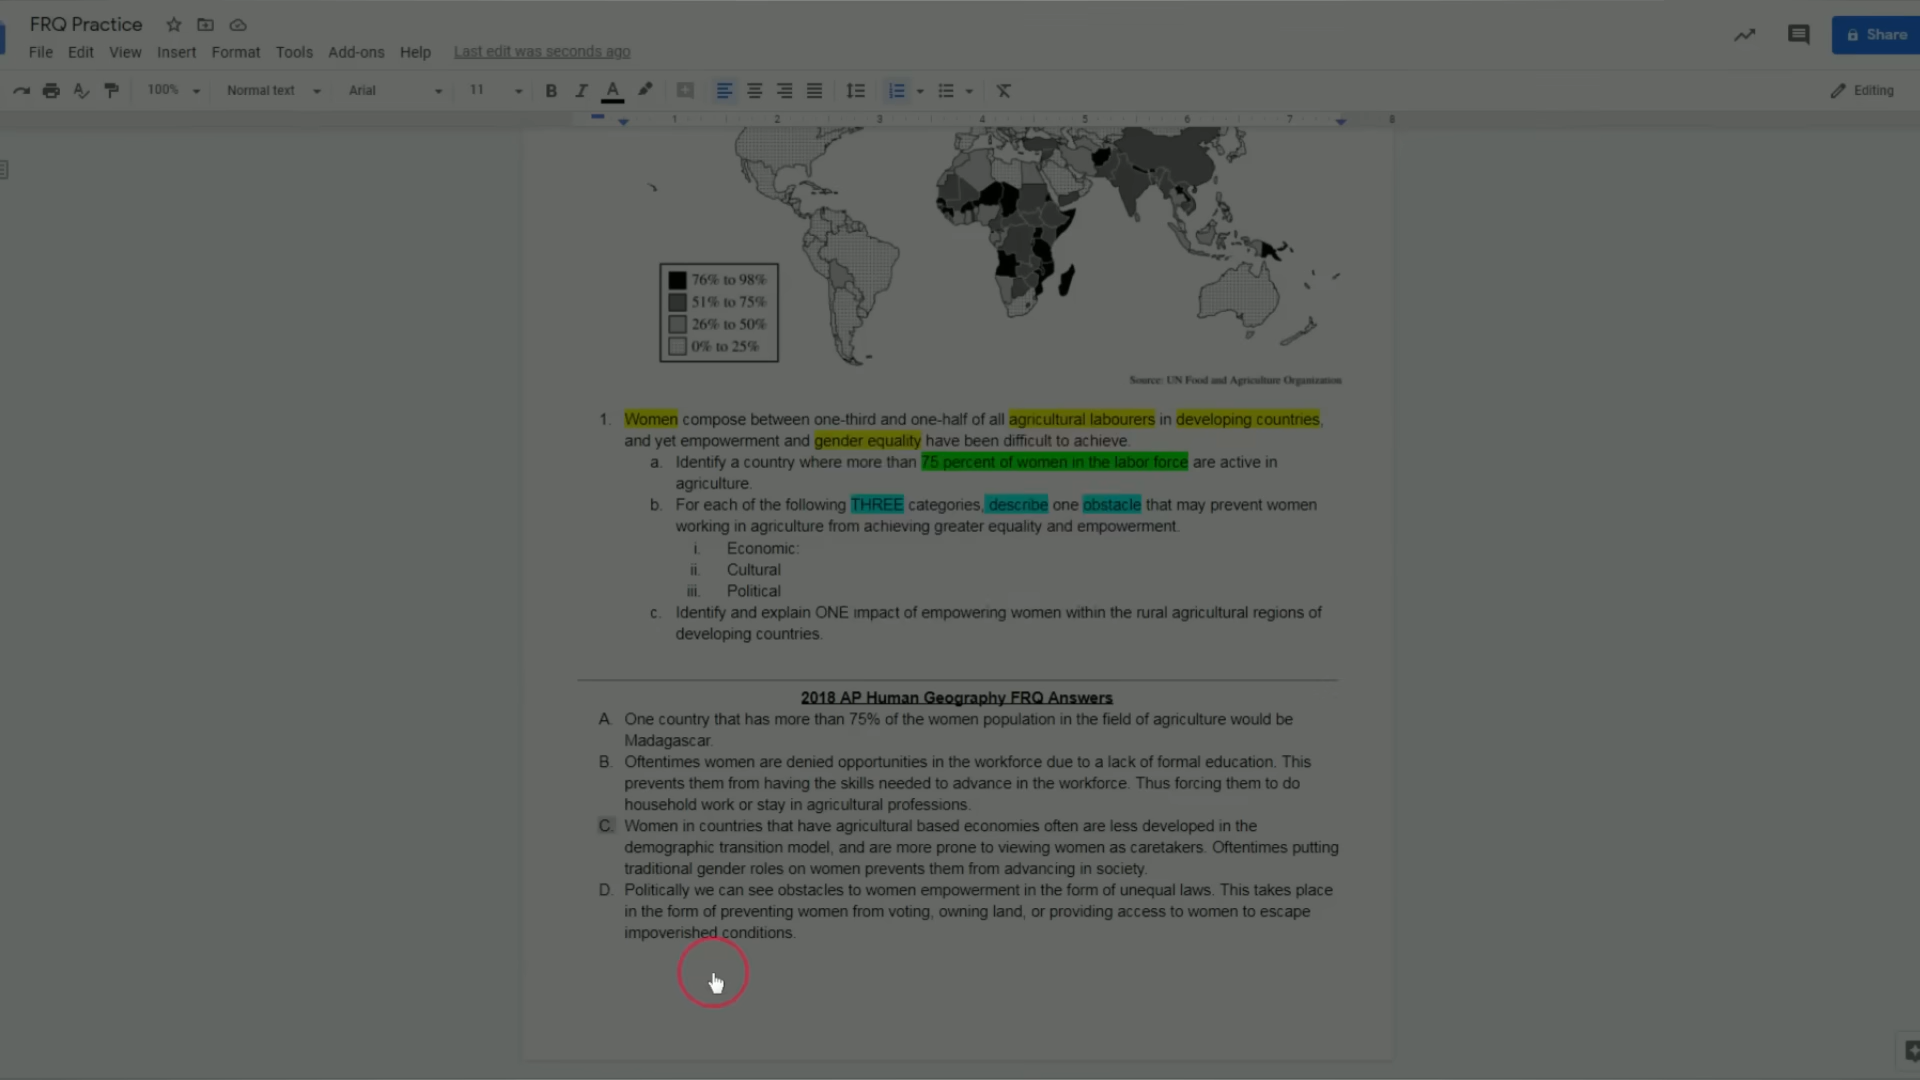 FRQ Practice
File Edit View Insert Format Tools Add-ons Help Last edit was seconds ago
Share
100% Normal text Arial 11 B I A
Editing
1 2 3 4 5 6 7 8
76% to 98%
51% to 75%
26% to 50%
0% to 25%
Source: UN Food and Agriculture Organization
1. Women compose between one-third and one-half of all agricultural labourers in developing countries,
and yet empowerment and gender equality have been difficult to achieve.
a. Identify a country where more than 75 percent of women in the labor force are active in
agriculture.
b. For each of the following THREE categories, describe one obstacle that may prevent women
working in agriculture from achieving greater equality and empowerment.
i. Economic:
ii. Cultural
iii. Political
c. Identify and explain ONE impact of empowering women within the rural agricultural regions of
developing countries.
2018 AP Human Geography FRQ Answers
A. One country that has more than 75% of the women population in the field of agriculture would be
Madagascar.
B. Oftentimes women are denied opportunities in the workforce due to a lack of formal education. This
prevents them from having the skills needed to advance in the workforce. Thus forcing them to do
household work or stay in agricultural professions.
C. Women in countries that have agricultural based economies often are less developed in the
demographic transition model, and are more prone to viewing women as caretakers. Oftentimes putting
traditional gender roles on women prevents them from advancing in society.
D. Politically we can see obstacles to women empowerment in the form of unequal laws. This takes place
in the form of preventing women from voting, owning land, or providing access to women to escape
impoverished conditions.